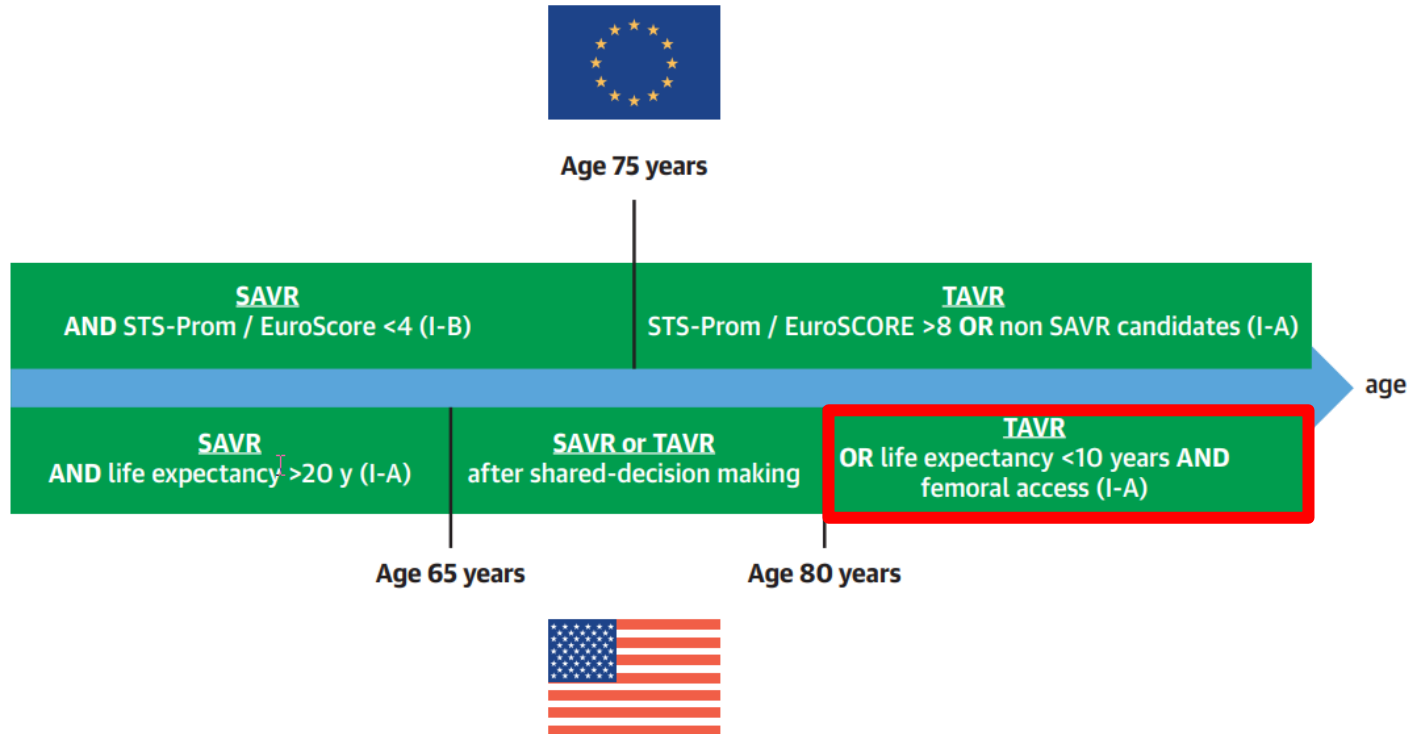 Age 75 years
SAVR
AND STS-Prom / EuroScore <4 (I-B)
TAVR
STS-Prom / EuroSCORE >8 OR non SAVR candidates (I-A)
age
SAVR
AND life expectancy >20 y (I-A)
SAVR or TAVR
after shared-decision making
TAVR
OR life expectancy <10 years AND
femoral access (I-A)
Age 65 years
Age 80 years